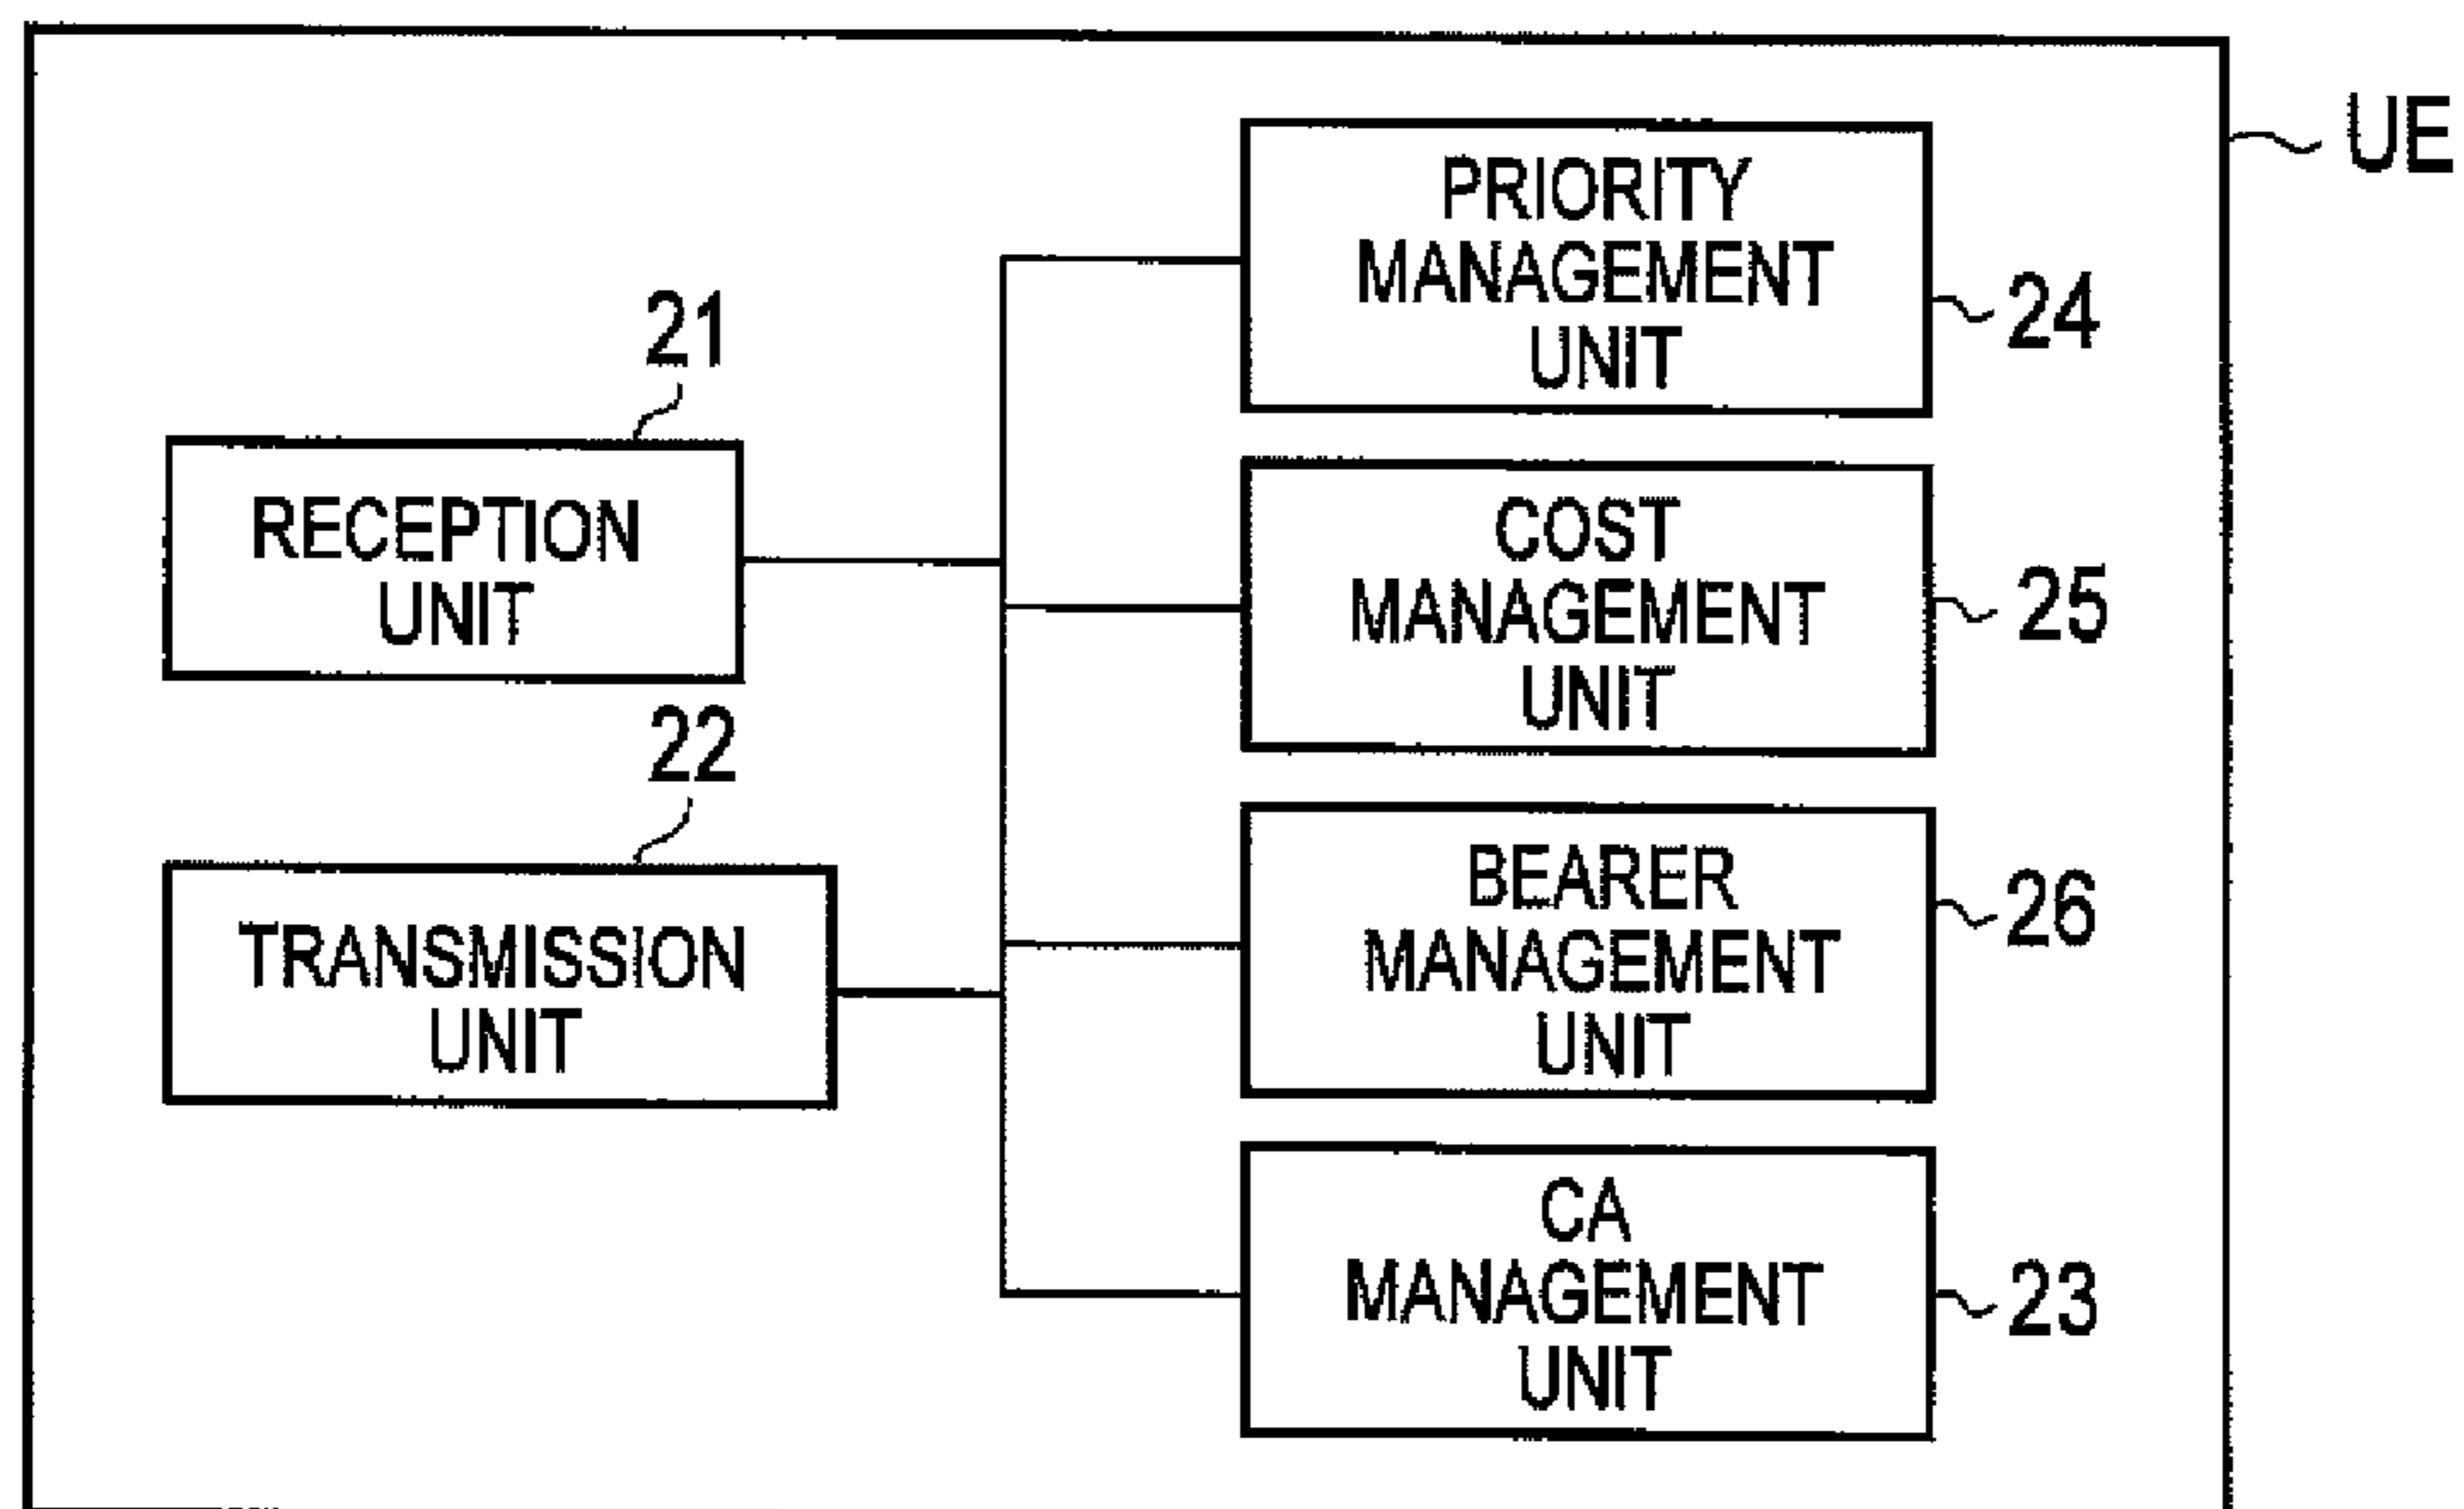 UE
21
RECEPTION
UNIT
22
TRANSMISSION
UNIT
PRIORITY
MANAGEMENT
UNIT
24
COST
MANAGEMENT
UNIT
25
BEARER
MANAGEMENT
UNIT
26
CA
MANAGEMENT
UNIT
23